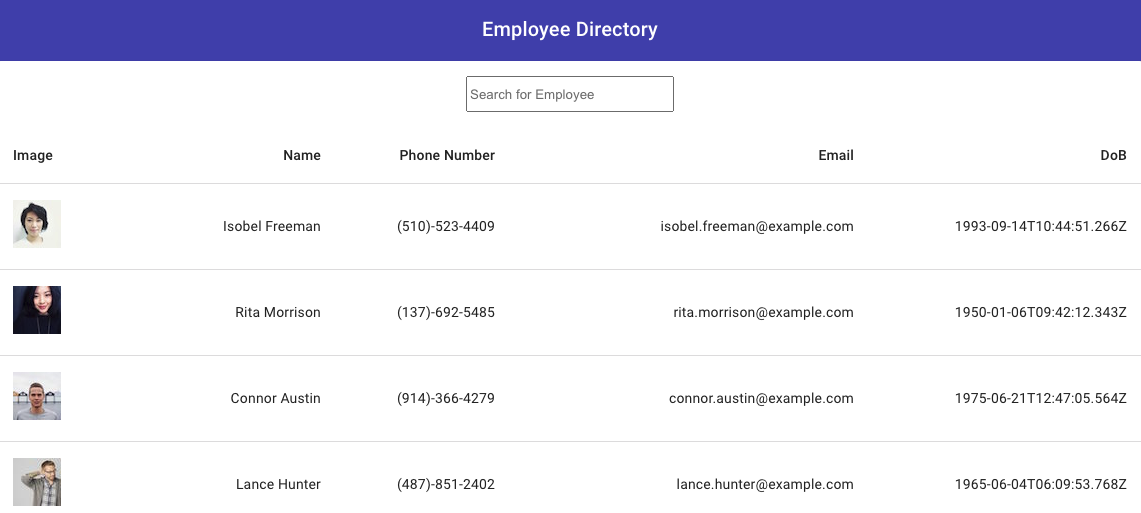 Employee Directory
Search for Employee
Image Name Phone Number Email DoB
Isobel Freeman (510)-523-4409 isobel.freeman@example.com 1993-09-14T10:44:51.266Z
Rita Morrison (137)-692-5485 rita.morrison@example.com 1950-01-06T09:42:12.343Z
Connor Austin (914)-366-4279 connor.austin@example.com 1975-06-21T12:47:05.564Z
Lance Hunter (487)-851-2402 lance.hunter@example.com 1965-06-04T06:09:53.768Z